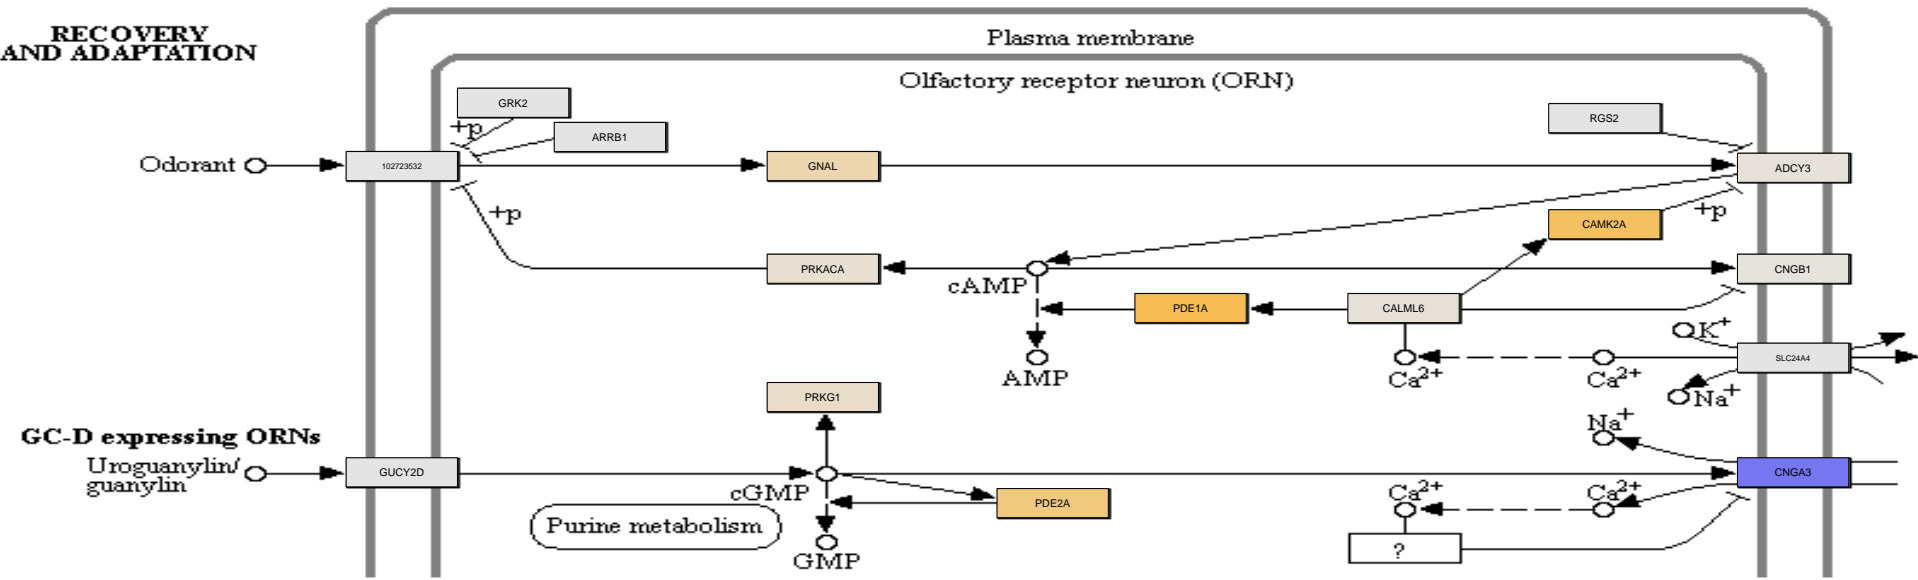 RECOVERY
AND ADAPTATION
Plasma membrane
Olfactory receptor neuron (ORN)
GRK2
+p
ARRB1
RGS2
Odorant
102723532
GNAL
ADCY3
+p
CAMK2A
+p
PRKACA
cAMP
CNGB1
PDE1A
CALML6
K+
AMP
Ca2+
Ca2+
SLC24A4
Na+
PRKG1
GC-D expressing ORNs
Na+
Uroguanylin/
guanylin
GUCY2D
cGMP
CNGA3
PDE2A
Ca2+
Ca2+
Purine metabolism
GMP
?